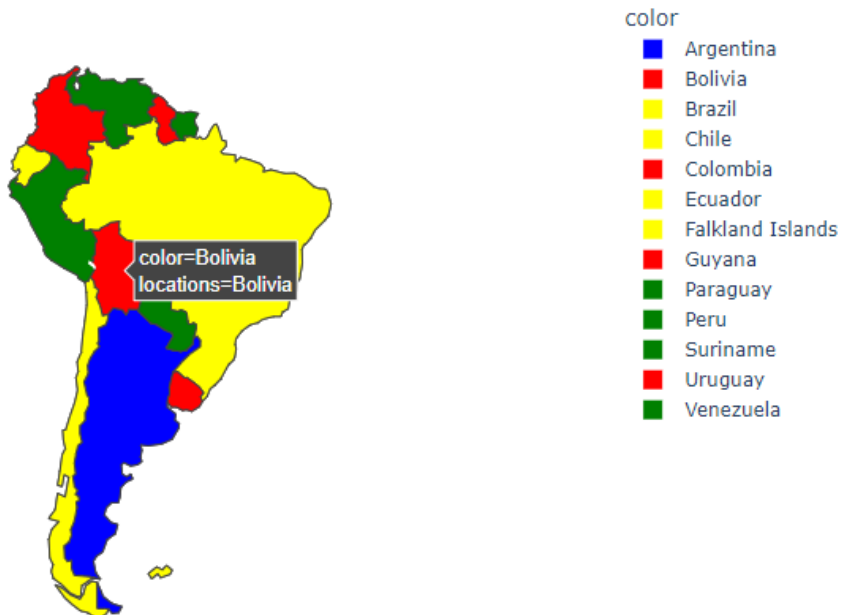 color
Argentina
Bolivia
Brazil
Chile
Colombia
Ecuador
Falkland Islands
Guyana
Paraguay
Peru
Suriname
Uruguay
Venezuela
color=Bolivia
locations=Bolivia